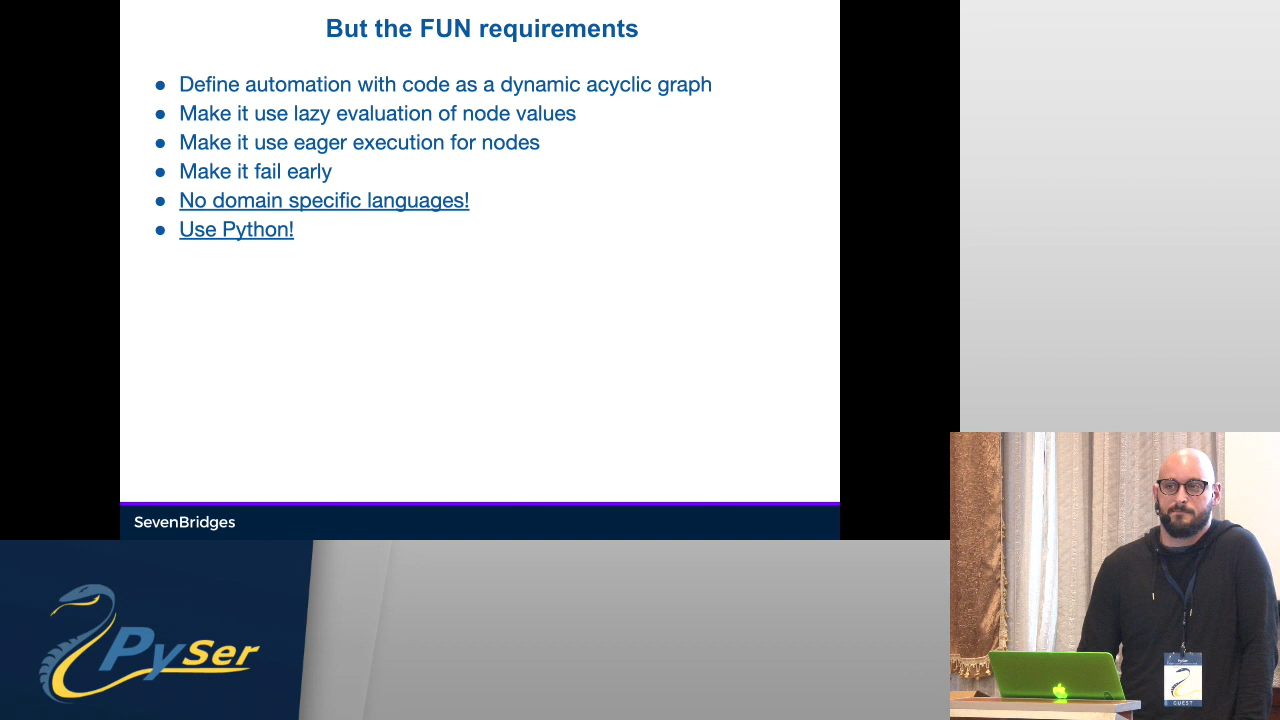 But the FUN requirements
● Define automation with code as a dynamic acyclic graph
● Make it use lazy evaluation of node values
● Make it use eager execution for nodes
● Make it fail early
● No domain specific languages!
● Use Python!
SevenBridges
PySer
PySer
GUEST